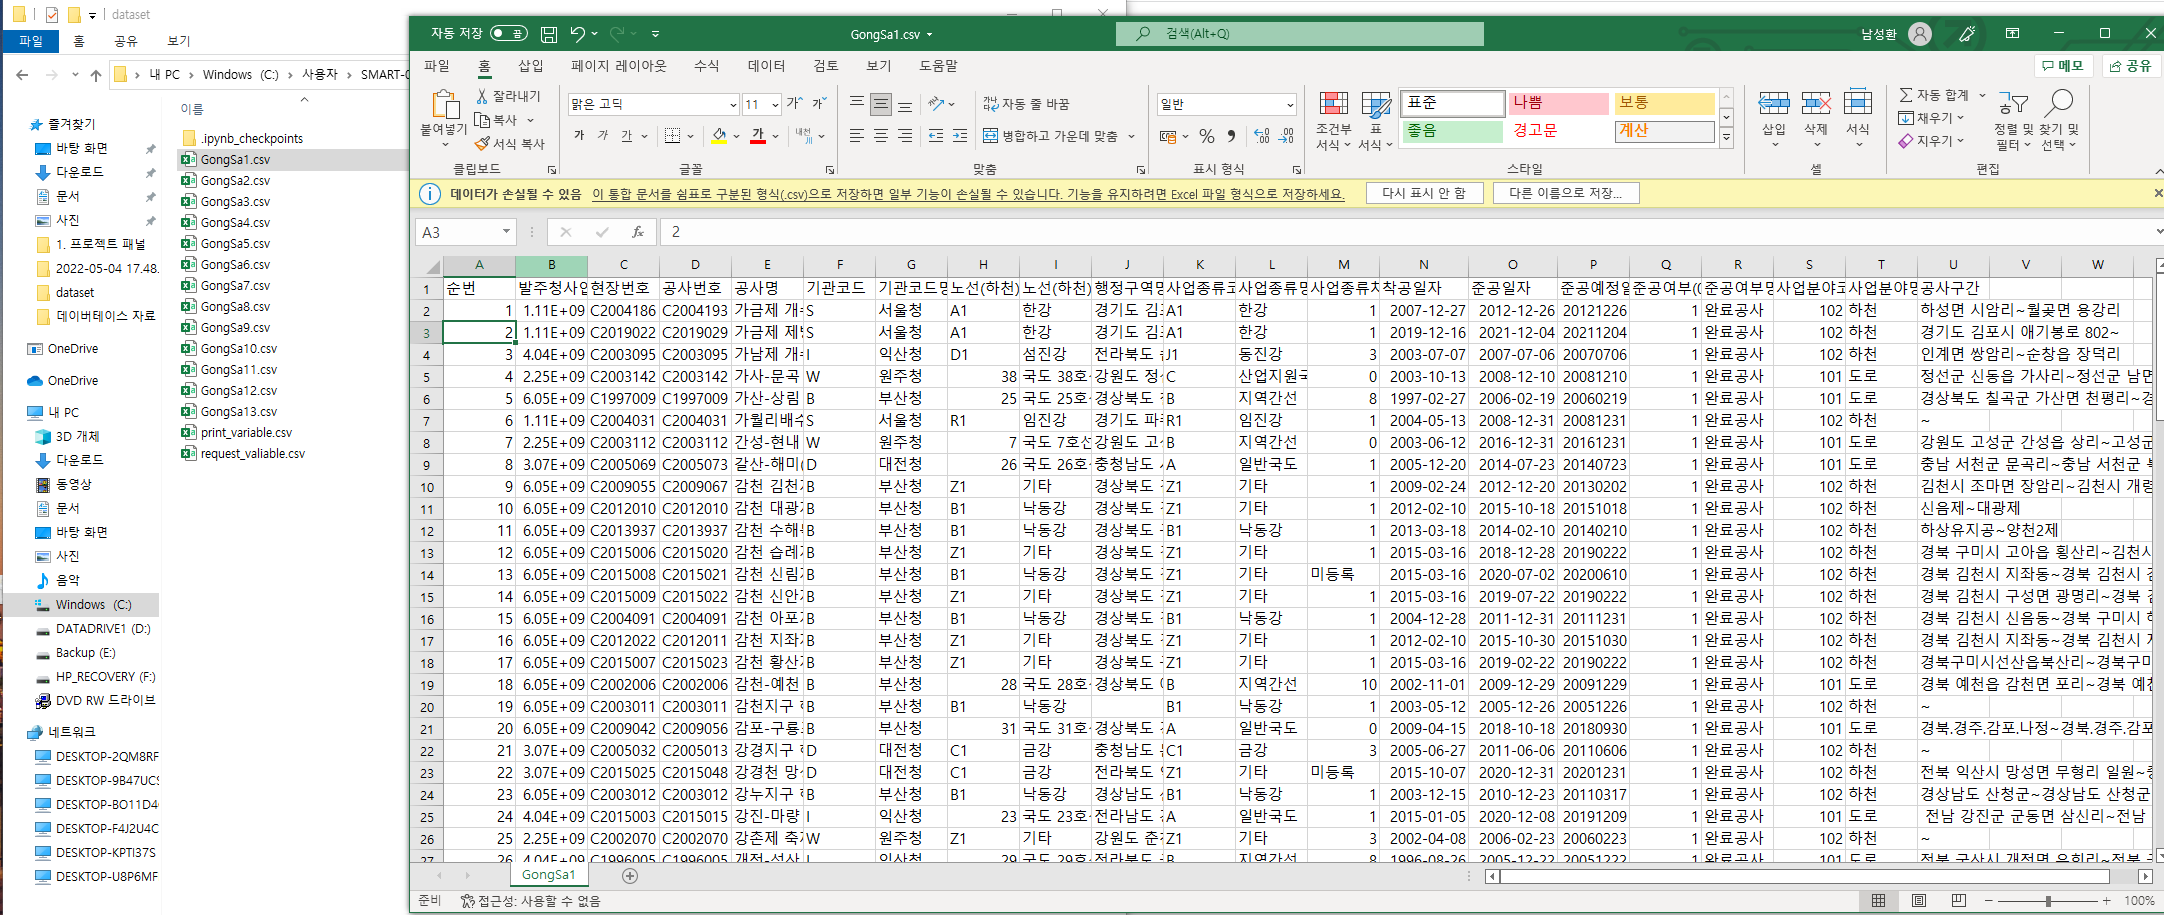 dataset
파일 홈 공유 보기
내 PC > Windows (C:) > 사용자 > SMART-0
이름
즐겨찾기
바탕 화면
다운로드
문서
사진
1. 프로젝트 패널
2022-05-04 17.48.
dataset
데이터베이스 자료
OneDrive
OneDrive
내 PC
3D 개체
다운로드
동영상
문서
바탕 화면
사진
음악
Windows (C:)
DATADRIVE1 (D:)
Backup (E:)
HP_RECOVERY (F:)
DVD RW 드라이브
네트워크
DESKTOP-2QM8RF
DESKTOP-9B47UC
DESKTOP-BO11D4
DESKTOP-F4J2U4C
DESKTOP-KPTI37S
DESKTOP-U8P6MF
.ipynb_checkpoints
GongSa1.csv
GongSa2.csv
GongSa3.csv
GongSa4.csv
GongSa5.csv
GongSa6.csv
GongSa7.csv
GongSa8.csv
GongSa9.csv
GongSa10.csv
GongSa11.csv
GongSa12.csv
GongSa13.csv
print_variable.csv
request_valiable.csv
자동 저장 끔 GongSa1.csv 검색(Alt+Q) 남성환
파일 홈 삽입 페이지 레이아웃 수식 데이터 검토 보기 도움말 메모 공유
붙여넣기 잘라내기 복사 서식 복사 클립보드
맑은 고딕 11 가 가 가 가 가 가 내천 글꼴
자동 줄 바꿈 병합하고 가운데 맞춤 맞춤
일반 % 표시 형식
조건부 서식 표 서식 표준 나쁨 보통 좋음 경고문 계산 스타일
삽입 삭제 서식 셀
자동 합계 채우기 지우기 정렬 및 필터 찾기 및 선택 편집
데이터가 손실될 수 있음 이 통합 문서를 쉼표로 구분된 형식(.csv)으로 저장하면 일부 기능이 손실될 수 있습니다. 기능을 유지하려면 Excel 파일 형식으로 저장하세요. 다시 표시 안 함 다른 이름으로 저장...
A3 fx 2
A B C D E F G H I J K L M N O P Q R S T U V W
1 순번 발주청사업 현장번호 공사번호 공사명 기관코드 기관코드명 노선(하천) 노선(하천) 행정구역명 사업종류코 사업종류명 사업종류차 착공일자 준공일자 준공예정일 준공여부(0 준공여부명 사업분야코 사업분야명 공사구간
2 1 1.11E+09 C2004186 C2004193 가금제 개 S 서울청 A1 한강 경기도 김 A1 한강 1 2007-12-27 2012-12-26 20121226 1 완료공사 102 하천 하성면 시암리~월곶면 용강리
3 2 1.11E+09 C2019022 C2019029 가금제 제 S 서울청 A1 한강 경기도 김 A1 한강 1 2019-12-16 2021-12-04 20211204 1 완료공사 102 하천 경기도 김포시 애기봉로 802~
4 3 4.04E+09 C2003095 C2003095 가남제 개 I 익산청 D1 섬진강 전라북도 J1 동진강 3 2003-07-07 2007-07-06 20070706 1 완료공사 102 하천 인계면 쌍암리~순창읍 장덕리
5 4 2.25E+09 C2003142 C2003142 가사-문곡 W 원주청 38 국도 38호 강원도 정 C 산업지원국 0 2003-10-13 2008-12-10 20081210 1 완료공사 101 도로 정선군 신동읍 가사리~정선군 남면
6 5 6.05E+09 C1997009 C1997009 가산-상림 B 부산청 25 국도 25호 경상북도 B 지역간선 8 1997-02-27 2006-02-19 20060219 1 완료공사 101 도로 경상북도 칠곡군 가산면 천평리~경
7 6 1.11E+09 C2004031 C2004031 가월리배수 S 서울청 R1 임진강 경기도 파 R1 임진강 1 2004-05-13 2008-12-31 20081231 1 완료공사 102 하천 ~
8 7 2.25E+09 C2003112 C2003112 간성-현내 W 원주청 7 국도 7호선 강원도 고 B 지역간선 0 2003-06-12 2016-12-31 20161231 1 완료공사 101 도로 강원도 고성군 간성읍 상리~고성군
9 8 3.07E+09 C2005069 C2005073 갈산-해미( D 대전청 26 국도 26호 충청남도 A 일반국도 1 2005-12-20 2014-07-23 20140723 1 완료공사 101 도로 충남 서천군 문곡리~충남 서천군
10 9 6.05E+09 C2009055 C2009067 감천 김천 B 부산청 Z1 기타 경상북도 Z1 기타 1 2009-02-24 2012-12-20 20130202 1 완료공사 102 하천 김천시 조마면 장암리~김천시 개령
11 10 6.05E+09 C2012010 C2012010 감천 대광 B 부산청 B1 낙동강 경상북도 Z1 기타 1 2012-02-10 2015-10-18 20151018 1 완료공사 102 하천 신음제~대광제
12 11 6.05E+09 C2013937 C2013937 감천 수해 B 부산청 B1 낙동강 경상북도 B1 낙동강 1 2013-03-18 2014-02-10 20140210 1 완료공사 102 하천 하상유지공~양천2제
13 12 6.05E+09 C2015006 C2015020 감천 습례 B 부산청 Z1 기타 경상북도 Z1 기타 1 2015-03-16 2018-12-28 20190222 1 완료공사 102 하천 경북 구미시 고아읍 횡산리~김천시
14 13 6.05E+09 C2015008 C2015021 감천 신림 B 부산청 B1 낙동강 경상북도 Z1 기타 미등록 2015-03-16 2020-07-02 20200610 1 완료공사 102 하천 경북 김천시 지좌동~경북 김천시
15 14 6.05E+09 C2015009 C2015022 감천 신안 B 부산청 Z1 기타 경상북도 Z1 기타 1 2015-03-16 2019-07-22 20190222 1 완료공사 102 하천 경북 김천시 구성면 광명리~경북
16 15 6.05E+09 C2004091 C2004091 감천 아포 B 부산청 B1 낙동강 경상북도 B1 낙동강 1 2004-12-28 2011-12-31 20111231 1 완료공사 102 하천 경북 김천시 신음동~경북 구미시
17 16 6.05E+09 C2012022 C2012011 감천 지좌 B 부산청 Z1 기타 경상북도 Z1 기타 1 2012-02-10 2015-10-30 20151030 1 완료공사 102 하천 경북 김천시 지좌동~경북 김천시
18 17 6.05E+09 C2015007 C2015023 감천 황산 B 부산청 Z1 기타 경상북도 Z1 기타 1 2015-03-16 2019-02-22 20190222 1 완료공사 102 하천 경북구미시선산읍북산리~경북구미
19 18 6.05E+09 C2002006 C2002006 감천-예천 B 부산청 28 국도 28호 경상북도 B 지역간선 10 2002-11-01 2009-12-29 20091229 1 완료공사 101 도로 경북 예천읍 감천면 포리~경북 예천
20 19 6.05E+09 C2003011 C2003011 감천지구 B 부산청 B1 낙동강 B1 낙동강 1 2003-05-12 2005-12-26 20051226 1 완료공사 102 하천 ~
21 20 6.05E+09 C2009042 C2009056 감포-구룡 B 부산청 31 국도 31호 경상북도 A 일반국도 0 2009-04-15 2018-10-18 20180930 1 완료공사 101 도로 경북.경주.감포.나정~경북.경주.감포
22 21 3.07E+09 C2005032 C2005013 강경지구 D 대전청 C1 금강 충청남도 C1 금강 3 2005-06-27 2011-06-06 20110606 1 완료공사 102 하천 ~
23 22 3.07E+09 C2015025 C2015048 강경천 망 D 대전청 C1 금강 전라북도 Z1 기타 미등록 2015-10-07 2020-12-31 20201231 1 완료공사 102 하천 전북 익산시 망성면 무형리 일원~
24 23 6.05E+09 C2003012 C2003012 강누지구 B 부산청 B1 낙동강 경상남도 B1 낙동강 1 2003-12-15 2010-12-23 20110317 1 완료공사 102 하천 경상남도 산청군~경상남도 산청군
25 24 4.04E+09 C2015003 C2015015 강진-마량 I 익산청 23 국도 23호 전라남도 A 일반국도 1 2015-01-05 2020-12-08 20191209 1 완료공사 101 도로 전남 강진군 군동면 삼신리~전남
26 25 2.25E+09 C2002070 C2002070 강촌제 축 W 원주청 Z1 기타 강원도 춘 Z1 기타 3 2002-04-08 2006-02-23 20060223 1 완료공사 102 하천 ~
27 26 4.04E+09 C1996005 C1996005 개정-성산 I 익산청 29 국도 29호 전라북도 B 지역간선 8 1996-08-26 2005-12-22 20051222 1 완료공사 101 도로 전북 군산시 개정면
GongSa1
준비 접근성: 사용할 수 없음 100%